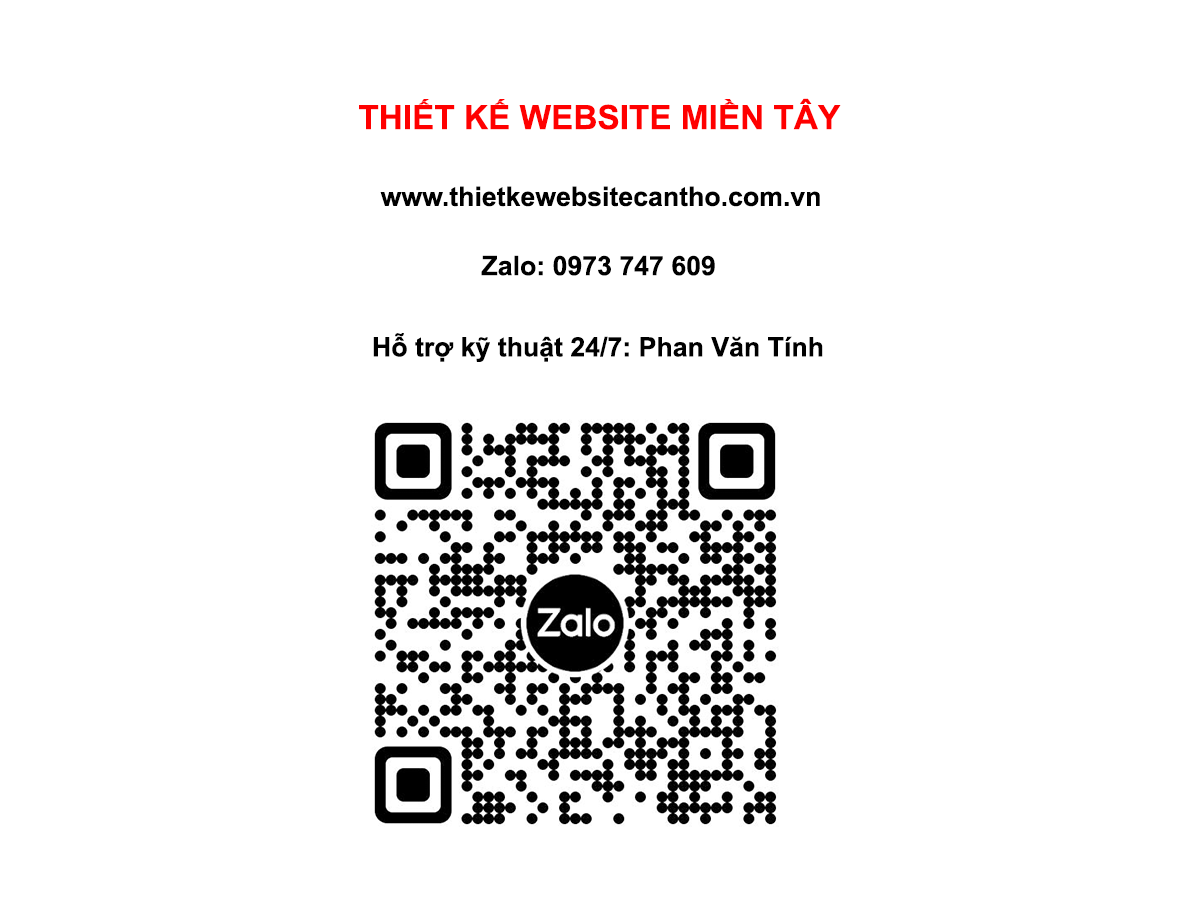 THIẾT KẾ WEBSITE MIỀN TÂY
www.thietkewebsitecantho.com.vn
Zalo: 0973 747 609
Hỗ trợ kỹ thuật 24/7: Phan Văn Tính
Zalo